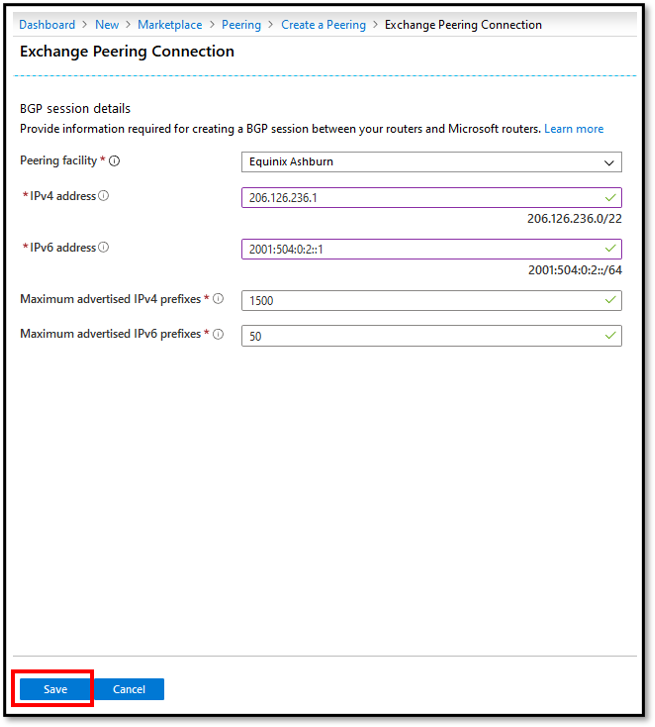 Dashboard > New > Marketplace > Peering > Create a Peering > Exchange Peering Connection
Exchange Peering Connection
BGP session details
Provide information required for creating a BGP session between your routers and Microsoft routers. Learn more
Peering facility * Equinix Ashburn
* IPv4 address 206.126.236.1
206.126.236.0/22
* IPv6 address 2001:504:0:2::1
2001:504:0:2::/64
Maximum advertised IPv4 prefixes * 1500
Maximum advertised IPv6 prefixes * 50
Save Cancel